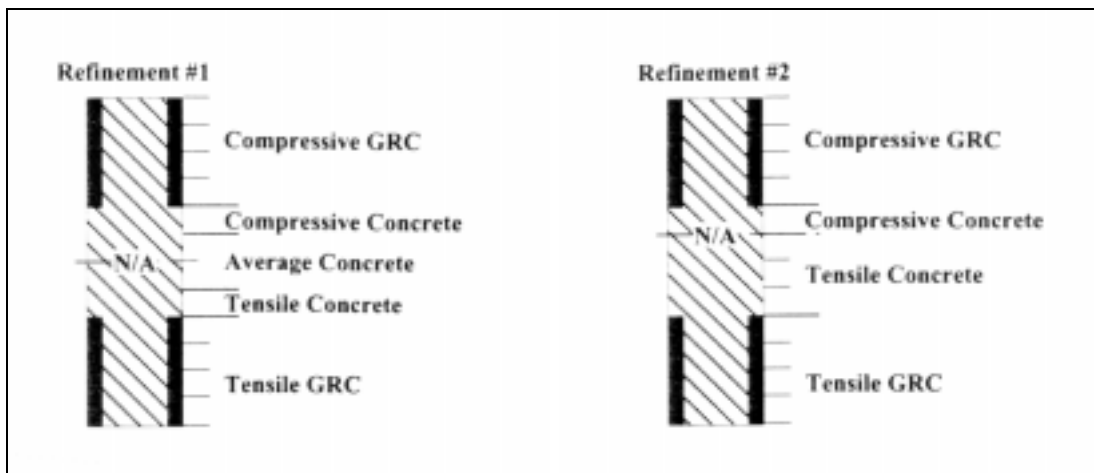 Refinement #1
Compressive GRC
Compressive Concrete
N/A
Average Concrete
Tensile Concrete
Tensile GRC
Refinement #2
Compressive GRC
Compressive Concrete
N/A
Tensile Concrete
Tensile GRC